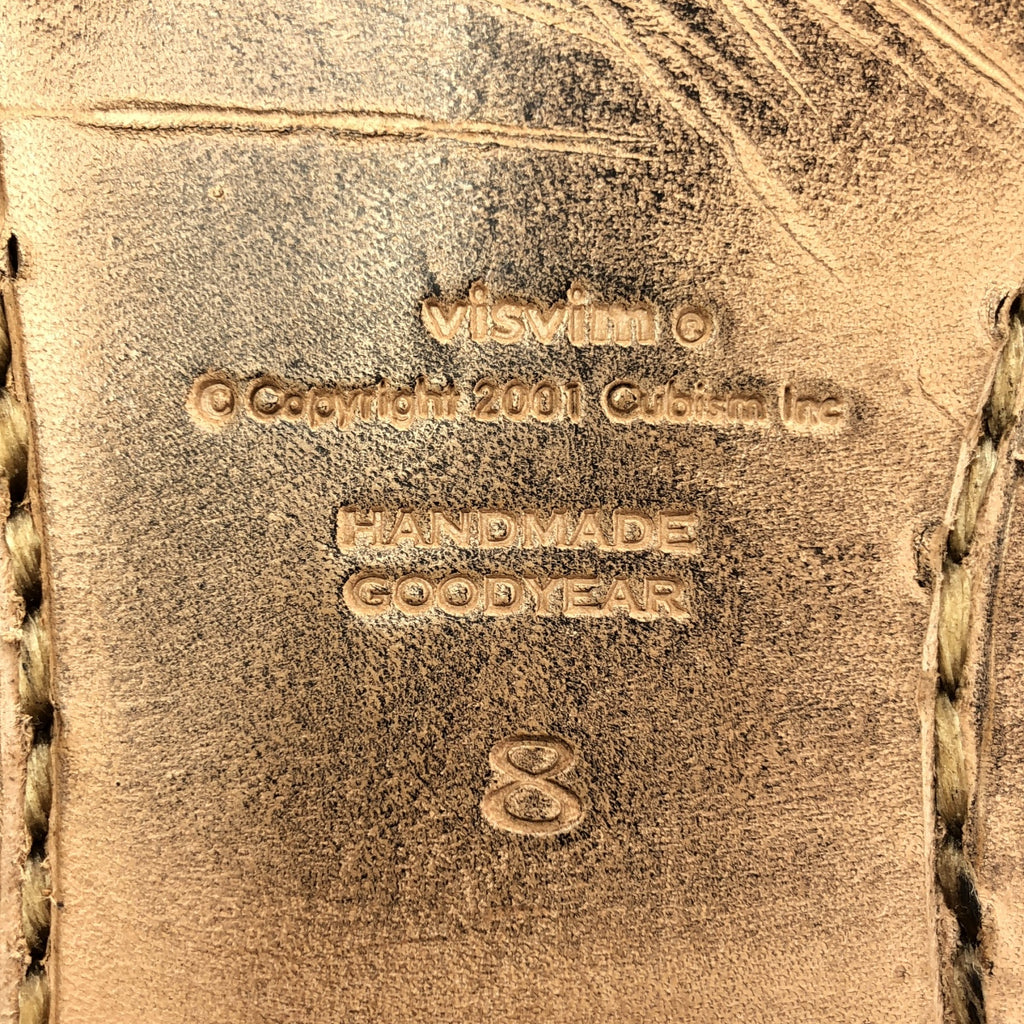 visvim ®
© Copyright 2001 Cubism Inc
HANDMADE
GOODYEAR
8